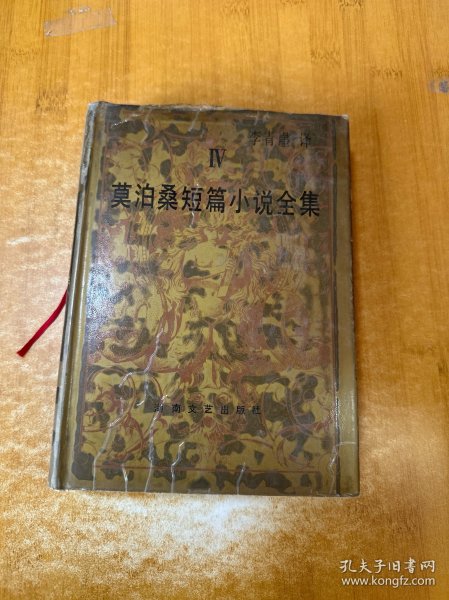 李青崖 译
IV
莫泊桑短篇小说全集
湖南文艺出版社
孔夫子旧书网
www.kongfz.com